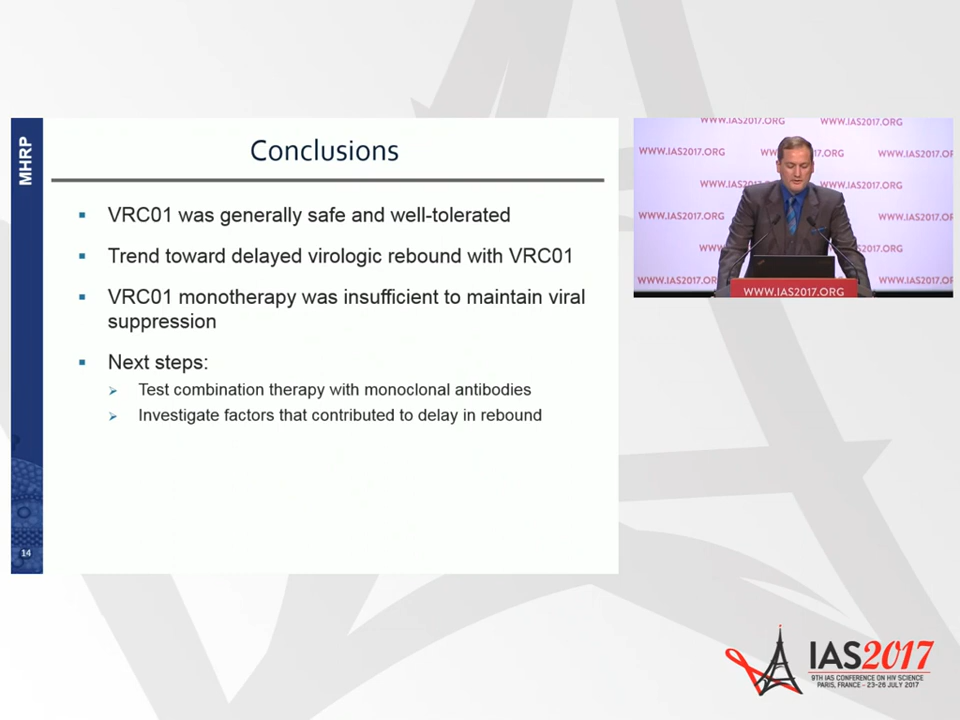 MHRP
Conclusions
▪ VRC01 was generally safe and well-tolerated
▪ Trend toward delayed virologic rebound with VRC01
▪ VRC01 monotherapy was insufficient to maintain viral
suppression
▪ Next steps:
➢ Test combination therapy with monoclonal antibodies
➢ Investigate factors that contributed to delay in rebound
14
WWW.IAS2017.ORG
WWW.IAS2017.ORG
WWW.IAS2017.ORG
WWW.IAS2017.ORG
WWW.IAS2017.ORG
WWW.IAS2017.ORG
IAS2017
9TH IAS CONFERENCE ON HIV SCIENCE
PARIS, FRANCE - 23-26 JULY 2017